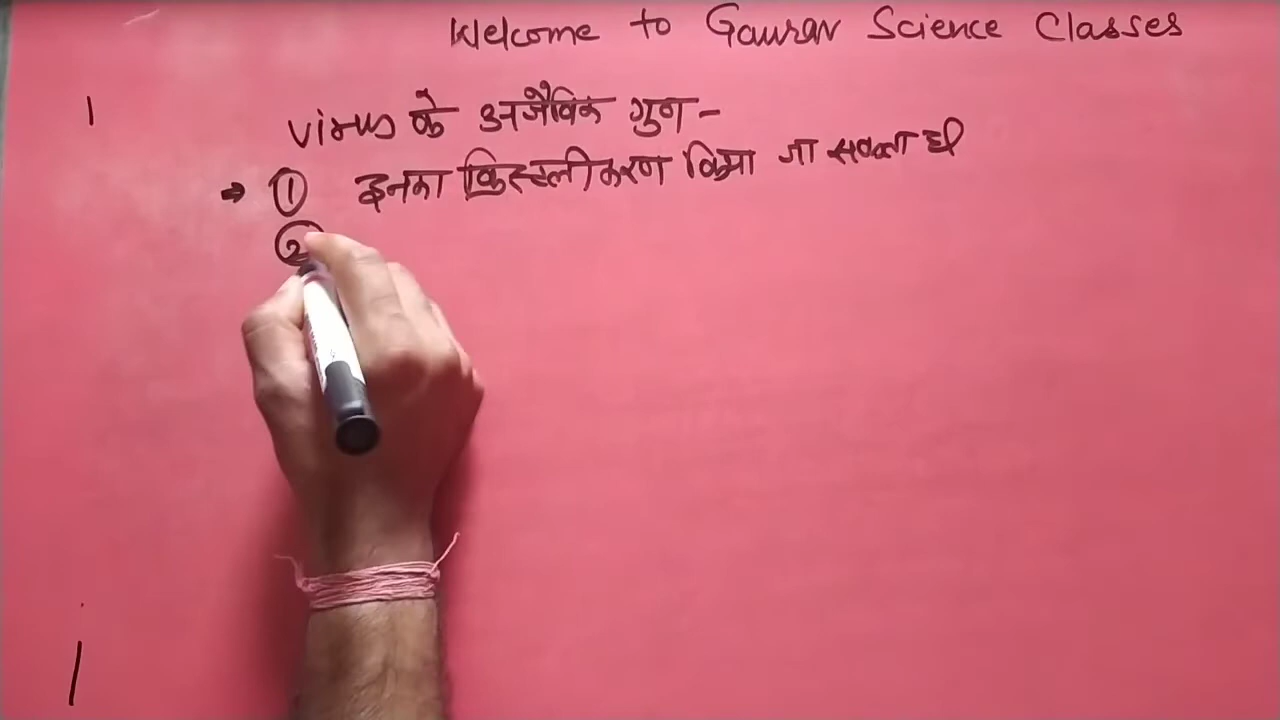 Welcome to Gaurav Science Classes
virus के अजैविक गुण -
→ ① इनका क्रिस्टलीकरण किया जा सकता है।
②